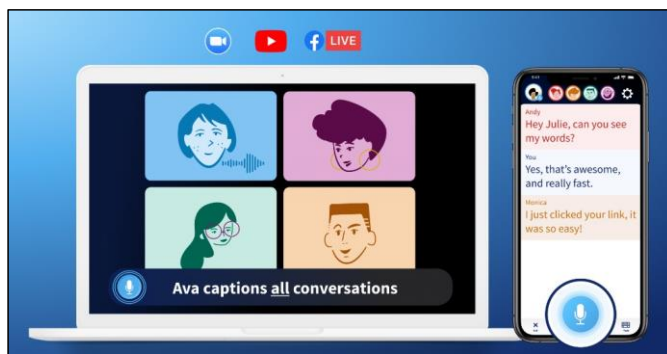 LIVE
Andy
Hey Julie, can you see
my words?
You
Yes, that's awesome,
and really fast.
Monica
I just clicked your link, it
was so easy!
Ava captions all conversations